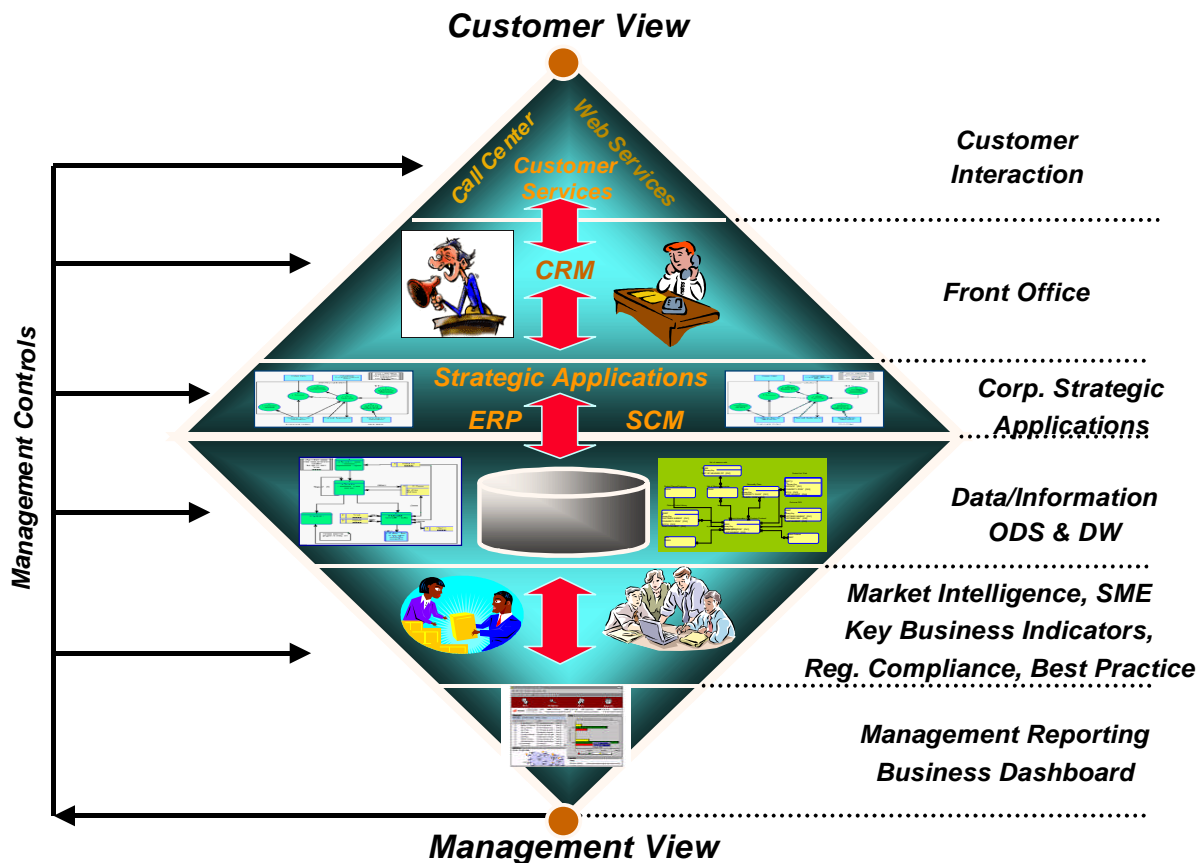 Customer View
Call Center
Web Services
Customer
Services
Customer
Interaction
CRM
Front Office
Strategic Applications
ERP
SCM
Corp. Strategic
Applications
Management Controls
Data/Information
ODS & DW
Market Intelligence, SME
Key Business Indicators,
Reg. Compliance, Best Practice
Management Reporting
Business Dashboard
Management View